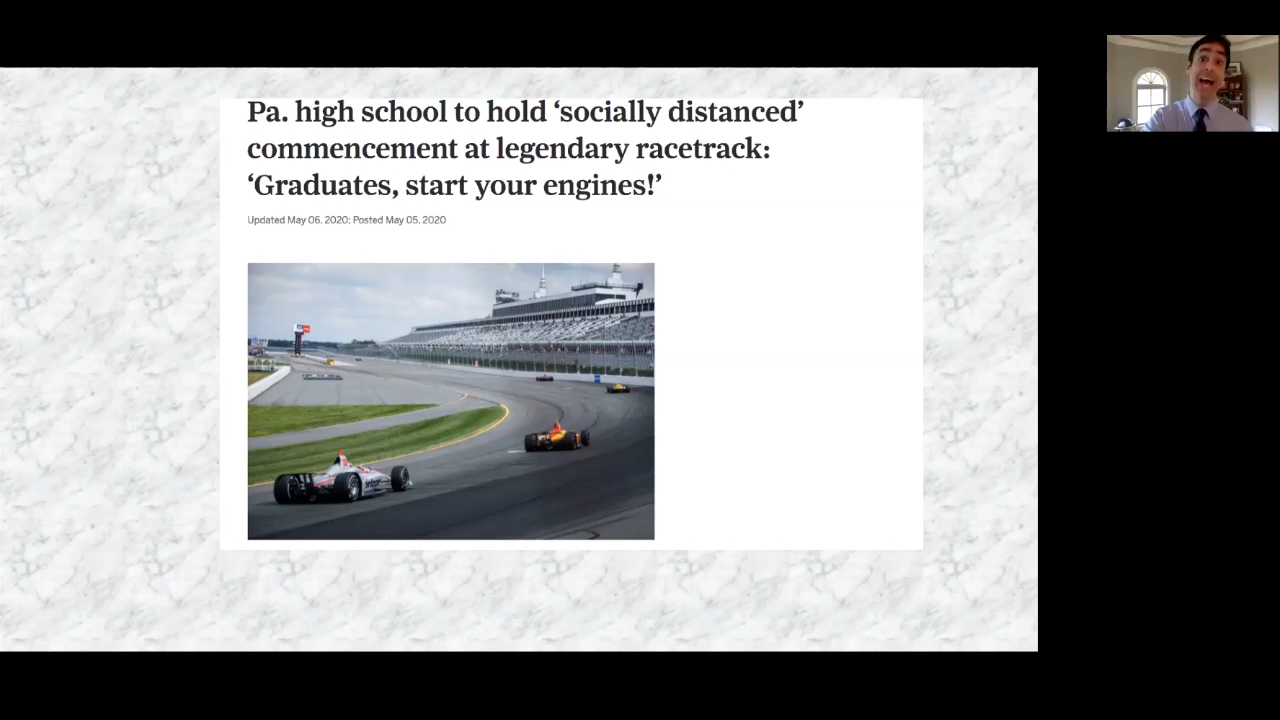 Pa. high school to hold ‘socially distanced’
commencement at legendary racetrack:
‘Graduates, start your engines!’
Updated May 06, 2020; Posted May 05, 2020